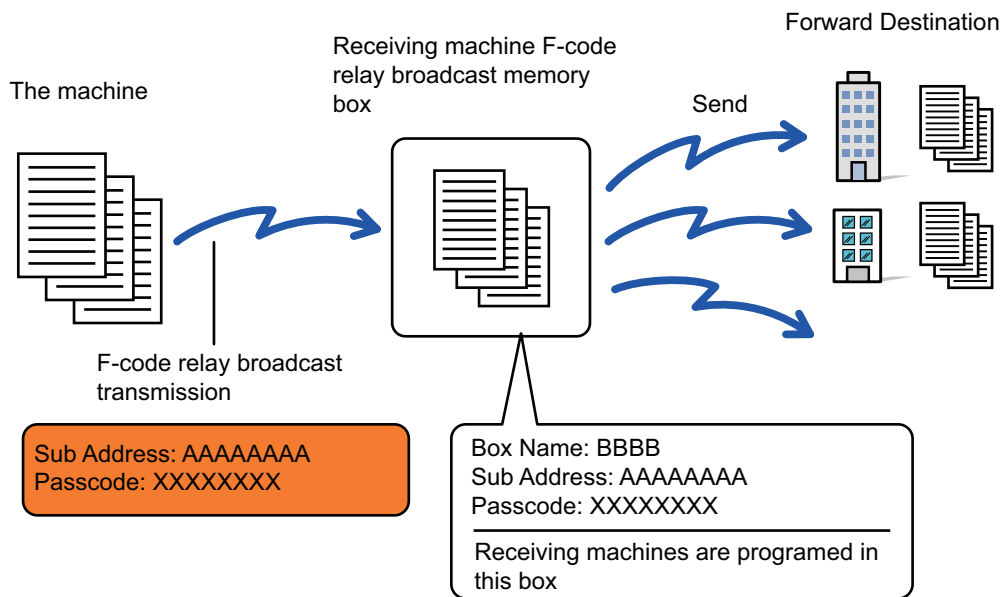 The machine
Receiving machine F-code
relay broadcast memory
box
Forward Destination
Send
F-code relay broadcast
transmission
Sub Address: AAAAAAAA
Passcode: XXXXXXXX
Box Name: BBBB
Sub Address: AAAAAAAA
Passcode: XXXXXXXX
Receiving machines are programed in
this box